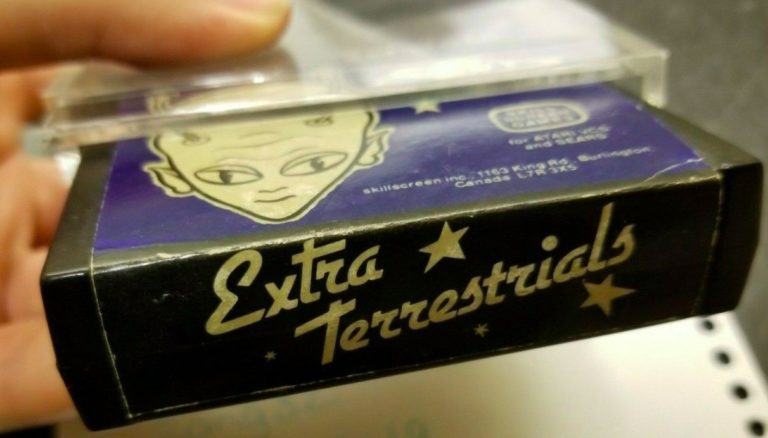 for ATARI VCS
and SEARS
skillscreen inc., 1163 King Rd., Burlington
Canada L7R 3X5
Extra
Terrestrials